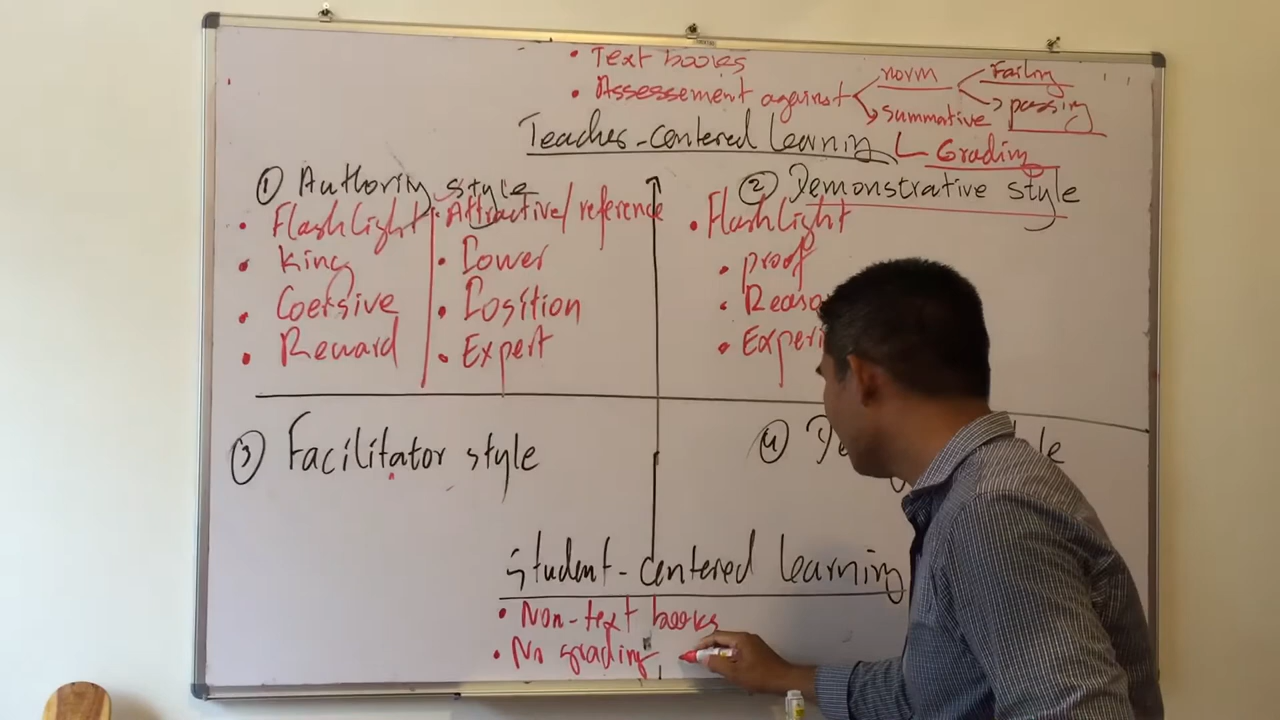 • Text books
• Assessement against norm Failing
summative passing
Teacher-centered learning Grading
① Authority style
• Flashlight • Attractive/reference
• King • Power
• Coersive • Position
• Reward • Expert
② Demonstrative style
• Flashlight
• proof
• Reaso
• Experi
③ Facilitator style
④
Student-centered learning
• Non-text books
• No grading